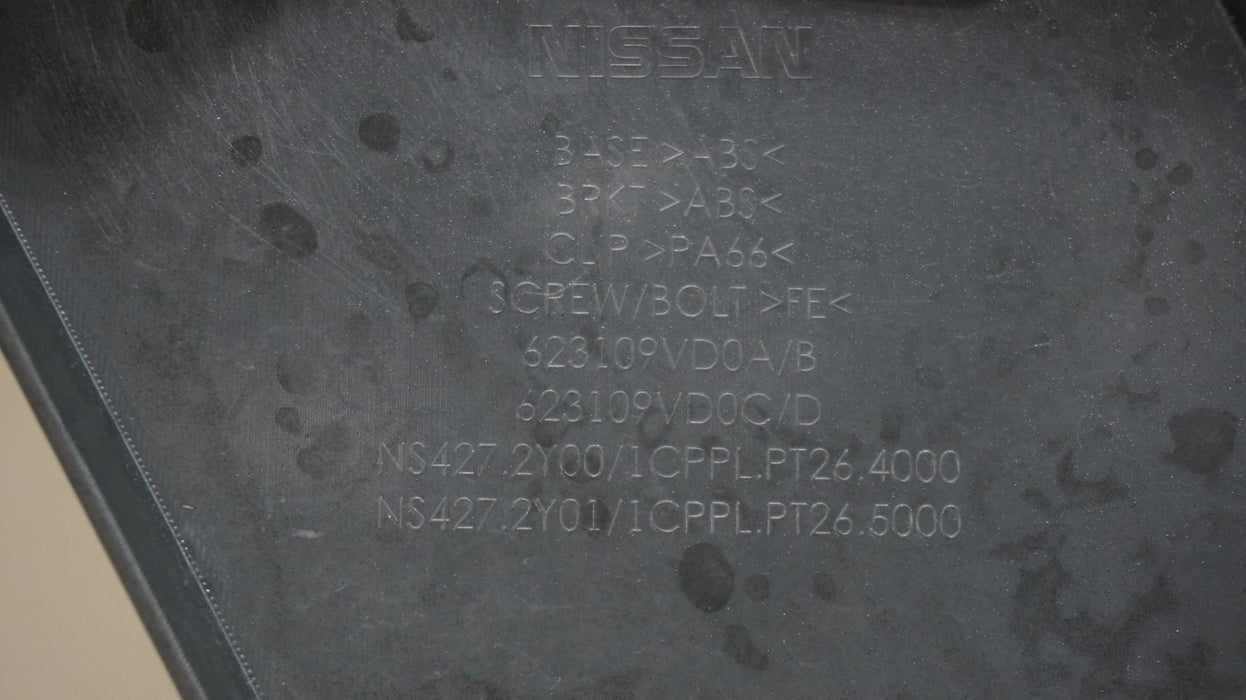 NISSAN
BASE >ABS<
BRKT >ABS<
CLIP >PA66<
SCREW/BOLT >FE<
623109VD0A/B
623109VD0C/D
NS427.2Y00/1CPPL.PT26.4000
NS427.2Y01/1CPPL.PT26.5000